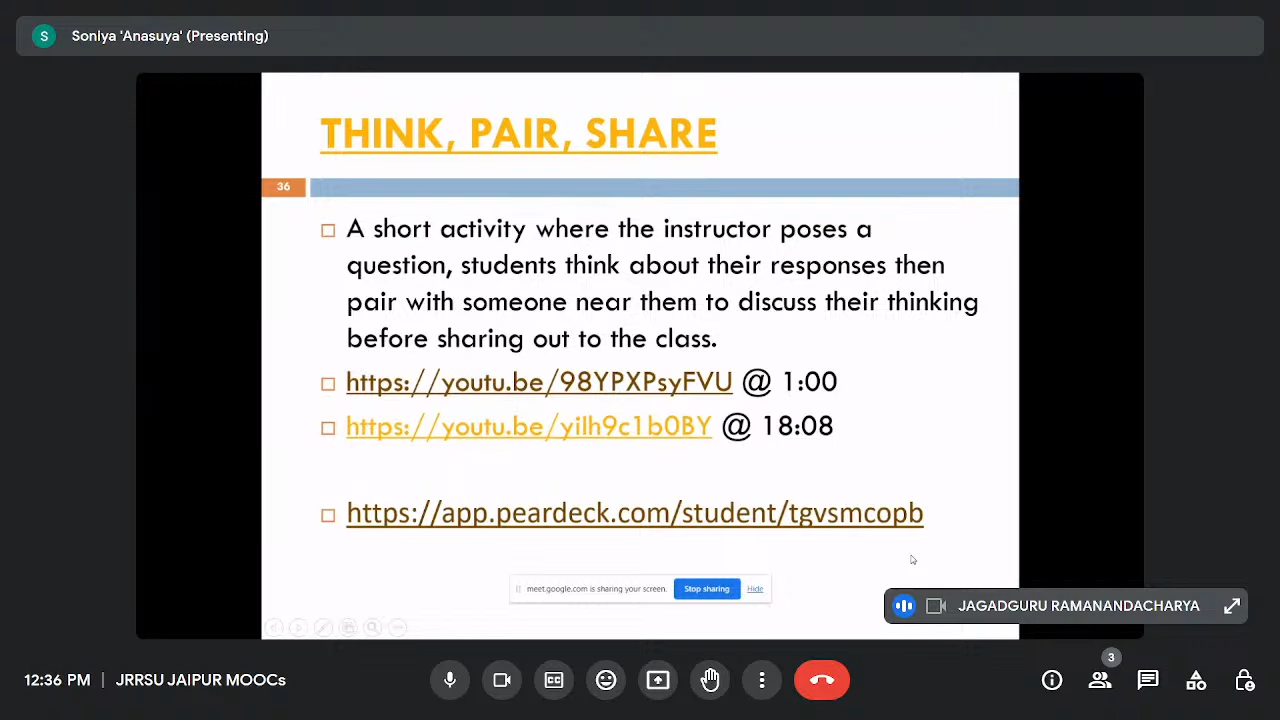 S Soniya 'Anasuya' (Presenting)
THINK, PAIR, SHARE
36
A short activity where the instructor poses a
question, students think about their responses then
pair with someone near them to discuss their thinking
before sharing out to the class.
https://youtu.be/98YPXPsyFVU @ 1:00
https://youtu.be/yiIh9c1b0BY @ 18:08
https://app.peardeck.com/student/tgvsmcopb
meet.google.com is sharing your screen. Stop sharing Hide
JAGADGURU RAMANANDACHARYA
3
12:36 PM | JRRSU JAIPUR MOOCs